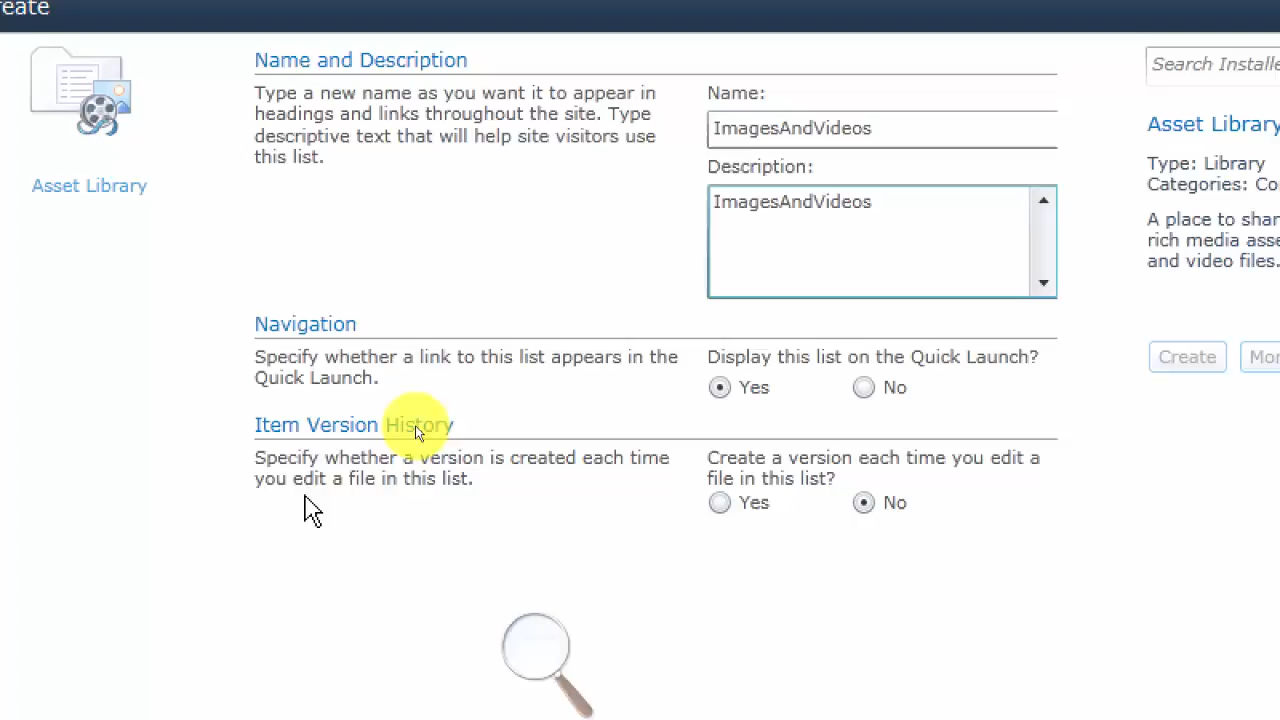 reate
Asset Library
Name and Description
Type a new name as you want it to appear in
headings and links throughout the site. Type
descriptive text that will help site visitors use
this list.
Name:
ImagesAndVideos
Description:
ImagesAndVideos
Navigation
Specify whether a link to this list appears in the
Quick Launch.
Display this list on the Quick Launch?
Yes No
Item Version History
Specify whether a version is created each time
you edit a file in this list.
Create a version each time you edit a
file in this list?
Yes No
Search Installe
Asset Library
Type: Library
Categories: Co
A place to shar
rich media asse
and video files.
Create Mor